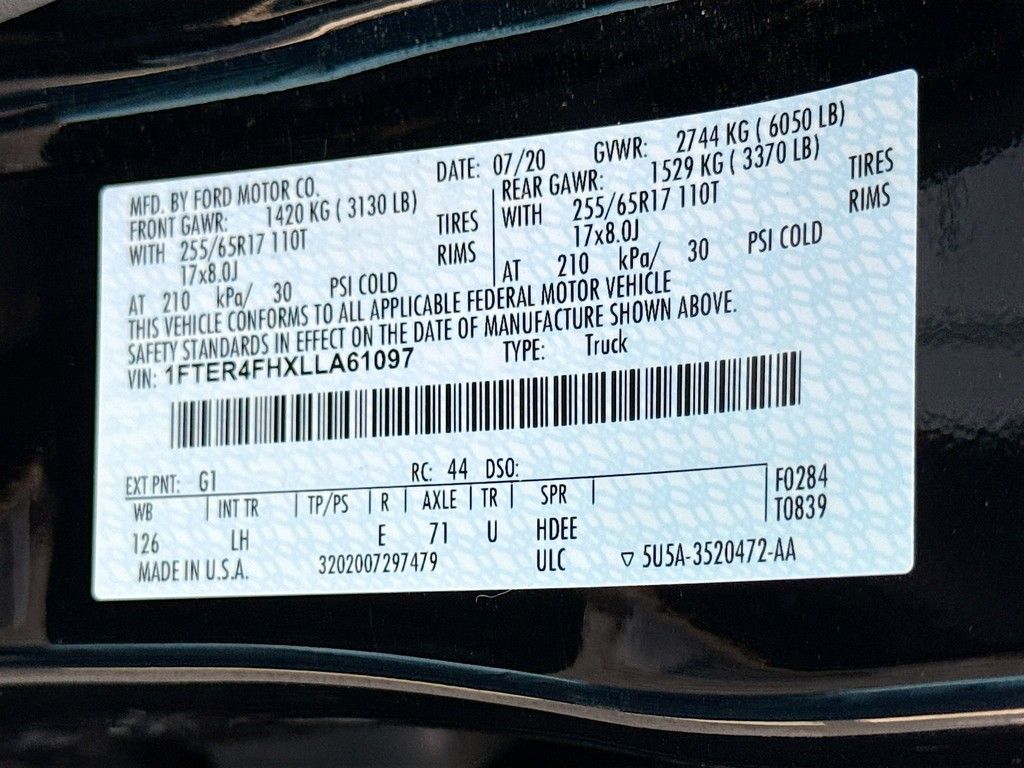 MFD. BY FORD MOTOR CO. DATE: 07/20 GVWR: 2744 KG ( 6050 LB)
FRONT GAWR: 1420 KG ( 3130 LB) REAR GAWR: 1529 KG ( 3370 LB)
WITH 255/65R17 110T TIRES WITH 255/65R17 110T TIRES
17x8.0J RIMS 17x8.0J RIMS
AT 210 kPa/ 30 PSI COLD AT 210 kPa/ 30 PSI COLD
THIS VEHICLE CONFORMS TO ALL APPLICABLE FEDERAL MOTOR VEHICLE
SAFETY STANDARDS IN EFFECT ON THE DATE OF MANUFACTURE SHOWN ABOVE.
VIN: 1FTER4FHXLLA61097 TYPE: Truck
EXT PNT: G1 RC: 44 DSO: F0284
WB INT TR TP/PS R AXLE TR SPR T0839
126 LH E 71 U HDEE
MADE IN U.S.A. 3202007297479 ULC ▽ 5U5A-3520472-AA